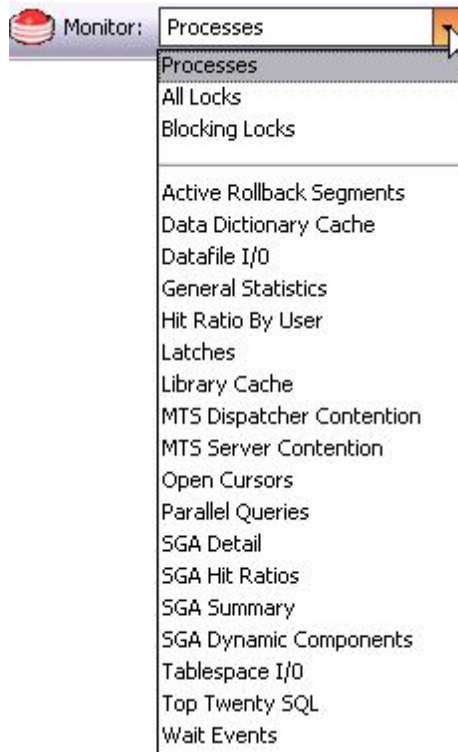 Monitor: Processes
Processes
All Locks
Blocking Locks
Active Rollback Segments
Data Dictionary Cache
Datafile I/0
General Statistics
Hit Ratio By User
Latches
Library Cache
MTS Dispatcher Contention
MTS Server Contention
Open Cursors
Parallel Queries
SGA Detail
SGA Hit Ratios
SGA Summary
SGA Dynamic Components
Tablespace I/0
Top Twenty SQL
Wait Events